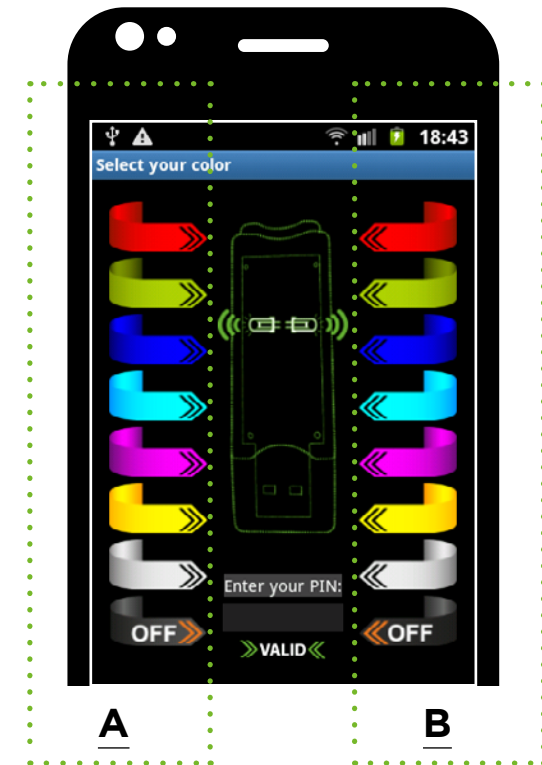 18:43
Select your color
Enter your PIN:
OFF
VALID
OFF
A
B